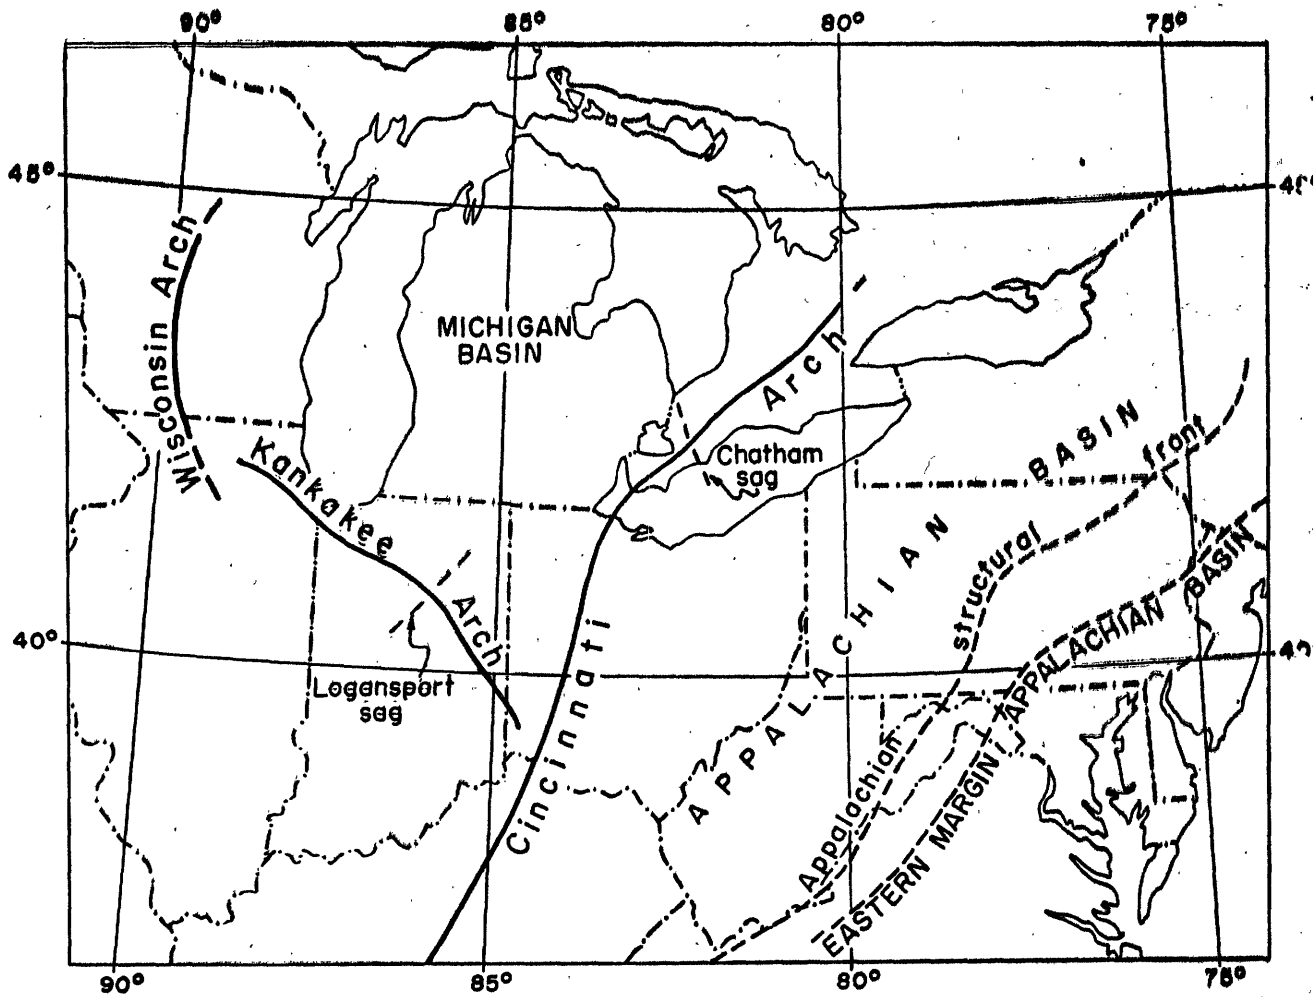 90°
85°
80°
75°
45°
Wisconsin Arch
MICHIGAN
BASIN
Arch
Kankakee
Arch
Chatham
sag
BASIN
front
structural
APPALACHIAN
40°
40°
Logansport
sag
Cincinnati
Appalachian
EASTERN MARGIN, APPALACHIAN BASIN
90°
85°
80°
75°